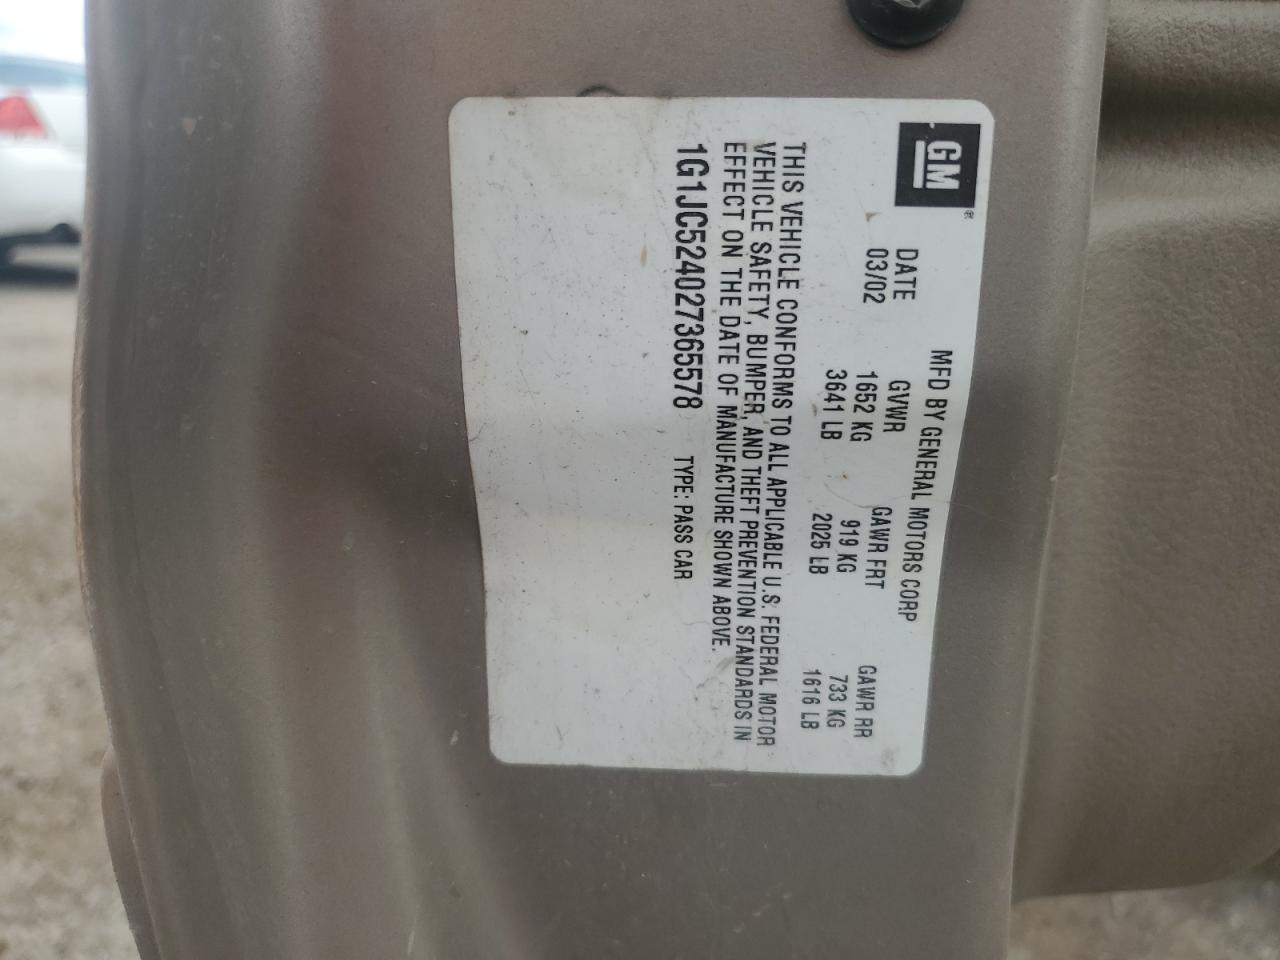 GM®
MFD BY GENERAL MOTORS CORP
DATE GVWR GAWR FRT GAWR RR
03/02 1652 KG 919 KG 733 KG
3641 LB 2025 LB 1616 LB
THIS VEHICLE CONFORMS TO ALL APPLICABLE U.S. FEDERAL MOTOR
VEHICLE SAFETY, BUMPER, AND THEFT PREVENTION STANDARDS IN
EFFECT ON THE DATE OF MANUFACTURE SHOWN ABOVE.
1G1JC524027365578 TYPE: PASS CAR